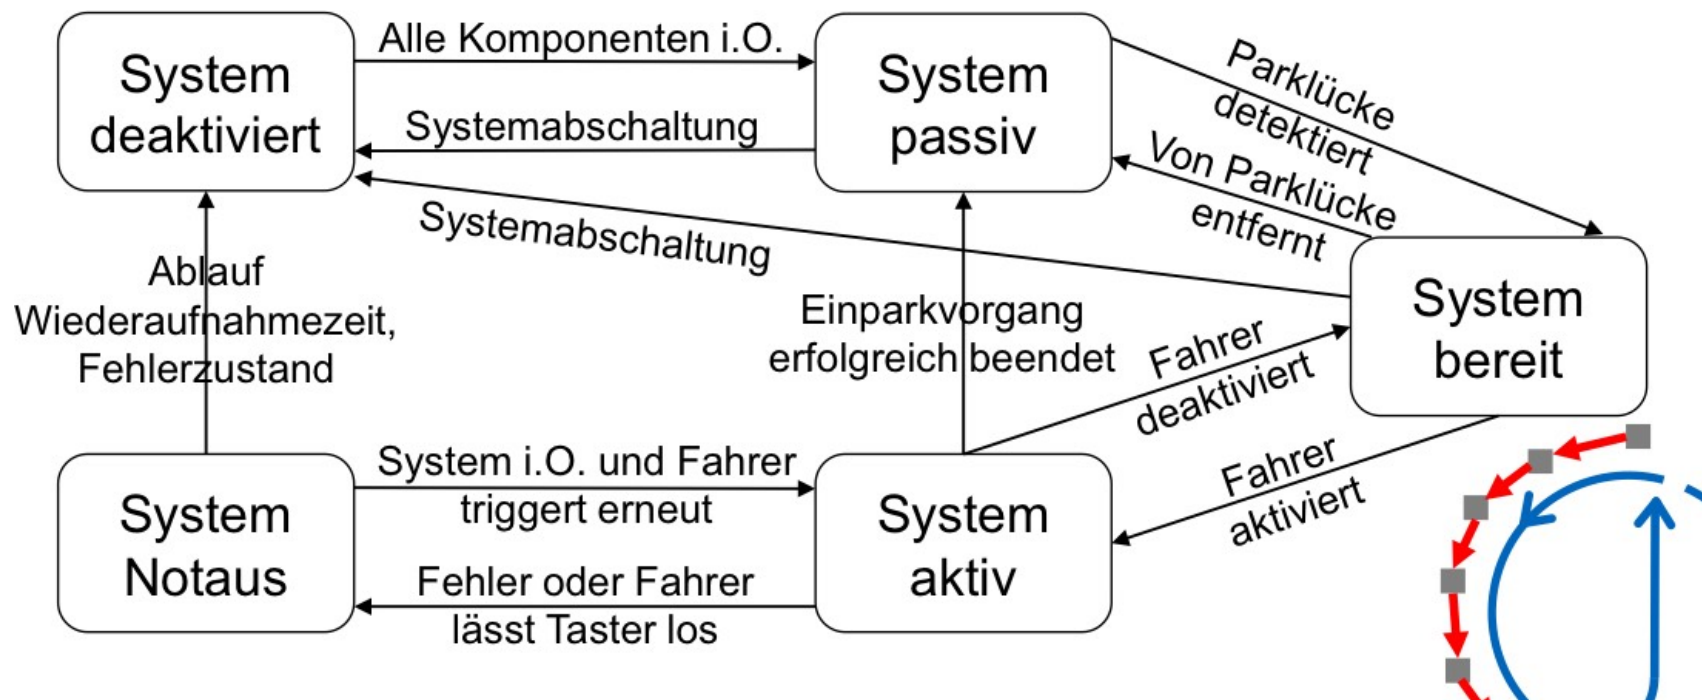 System
deaktiviert
Alle Komponenten i.O.
Systemabschaltung
System
passiv
Parklücke
detektiert
Von Parklücke
entfernt
Systemabschaltung
Ablauf
Wiederaufnahmezeit,
Fehlerzustand
Einparkvorgang
erfolgreich beendet
Fahrer
deaktiviert
System
bereit
Fahrer
aktiviert
System
Notaus
System i.O. und Fahrer
triggert erneut
Fehler oder Fahrer
lässt Taster los
System
aktiv